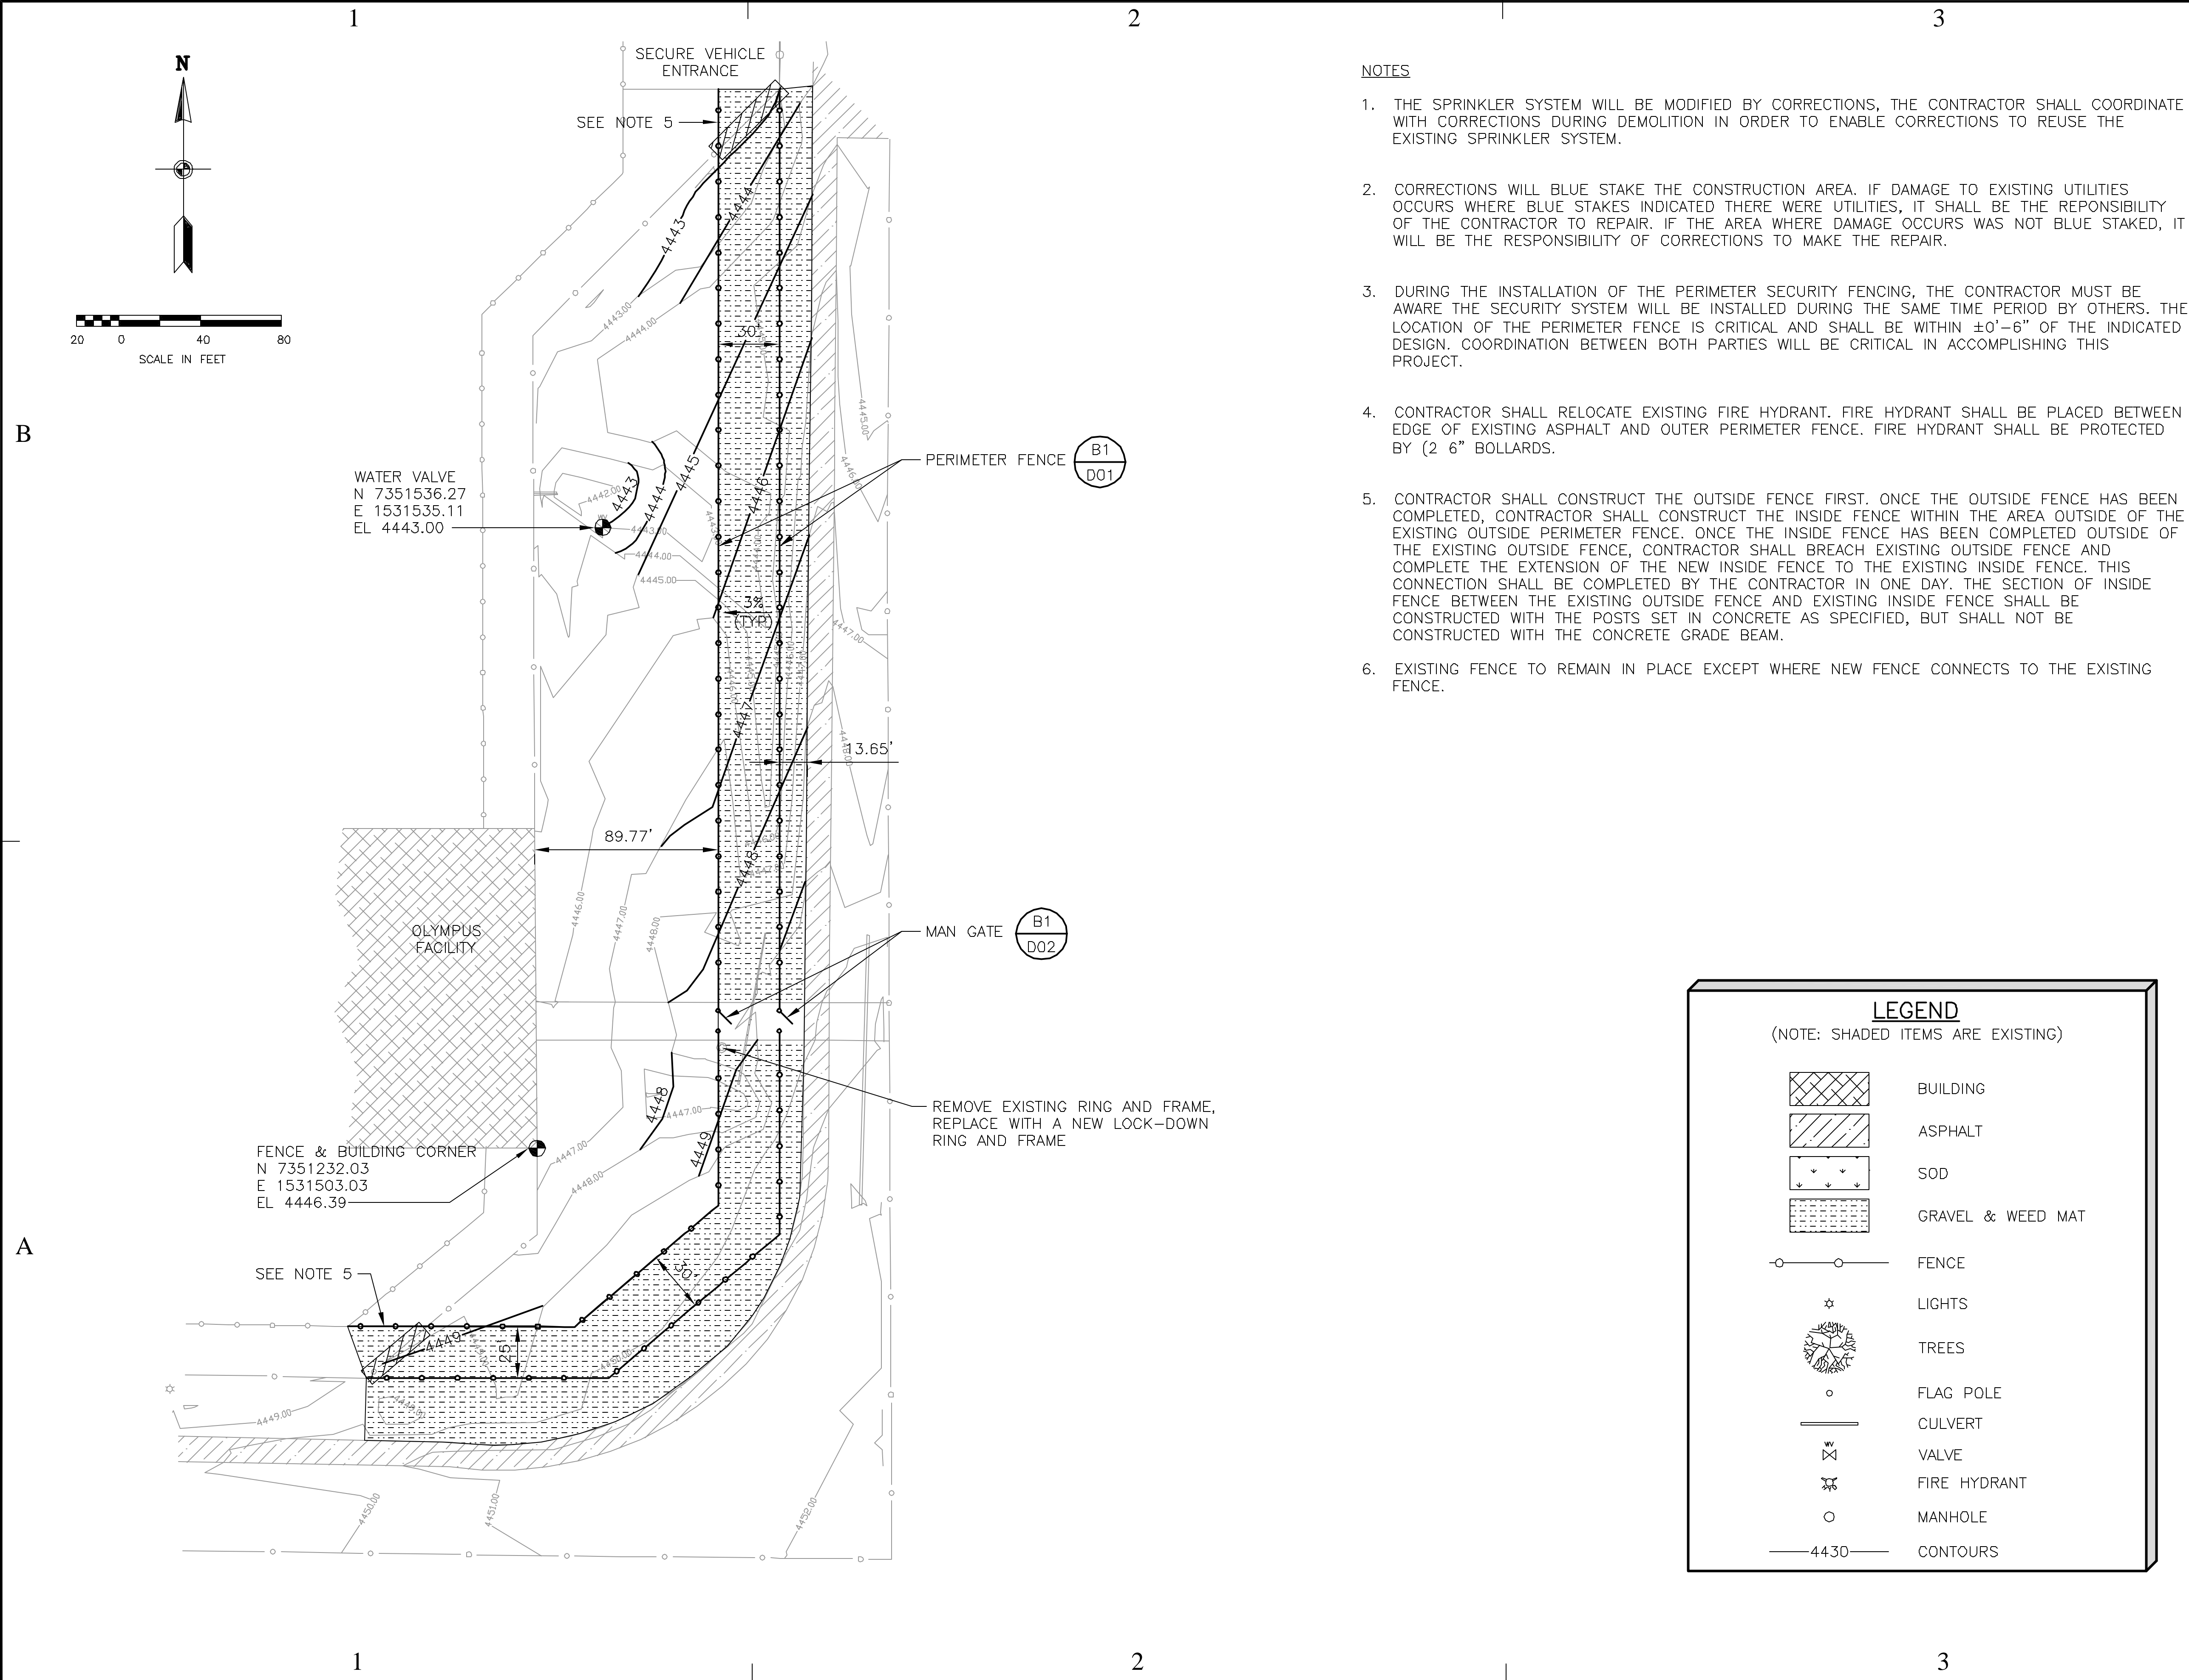 1
2
3
N
20 0 40 80
SCALE IN FEET
SECURE VEHICLE
ENTRANCE
SEE NOTE 5
4443
4444
4443.00
4444.00
30'
4445.00
B
4446.00
PERIMETER FENCE
B1
D01
WATER VALVE
N 7351536.27
E 1531535.11
EL 4443.00
WV
4442.00
4443
4444
4445
4446
4443.00
4444.00
4445.00
3%
(TYP)
4447.00
4447
4448.00
13.65'
89.77'
4448
4446.00
4447.00
4448.00
OLYMPUS
FACILITY
MAN GATE
B1
D02
4448
4447.00
4449
REMOVE EXISTING RING AND FRAME,
REPLACE WITH A NEW LOCK-DOWN
RING AND FRAME
FENCE & BUILDING CORNER
N 7351232.03
E 1531503.03
EL 4446.39
4447.00
4448.00
A
SEE NOTE 5
30'
4449
25'
4450.00
4449.00
4449.00
4450.00
4451.00
4452.00
NOTES
1. THE SPRINKLER SYSTEM WILL BE MODIFIED BY CORRECTIONS, THE CONTRACTOR SHALL COORDINATE
WITH CORRECTIONS DURING DEMOLITION IN ORDER TO ENABLE CORRECTIONS TO REUSE THE
EXISTING SPRINKLER SYSTEM.
2. CORRECTIONS WILL BLUE STAKE THE CONSTRUCTION AREA. IF DAMAGE TO EXISTING UTILITIES
OCCURS WHERE BLUE STAKES INDICATED THERE WERE UTILITIES, IT SHALL BE THE REPONSIBILITY
OF THE CONTRACTOR TO REPAIR. IF THE AREA WHERE DAMAGE OCCURS WAS NOT BLUE STAKED, IT
WILL BE THE RESPONSIBILITY OF CORRECTIONS TO MAKE THE REPAIR.
3. DURING THE INSTALLATION OF THE PERIMETER SECURITY FENCING, THE CONTRACTOR MUST BE
AWARE THE SECURITY SYSTEM WILL BE INSTALLED DURING THE SAME TIME PERIOD BY OTHERS. THE
LOCATION OF THE PERIMETER FENCE IS CRITICAL AND SHALL BE WITHIN ±0'-6" OF THE INDICATED
DESIGN. COORDINATION BETWEEN BOTH PARTIES WILL BE CRITICAL IN ACCOMPLISHING THIS
PROJECT.
4. CONTRACTOR SHALL RELOCATE EXISTING FIRE HYDRANT. FIRE HYDRANT SHALL BE PLACED BETWEEN
EDGE OF EXISTING ASPHALT AND OUTER PERIMETER FENCE. FIRE HYDRANT SHALL BE PROTECTED
BY (2 6" BOLLARDS.
5. CONTRACTOR SHALL CONSTRUCT THE OUTSIDE FENCE FIRST. ONCE THE OUTSIDE FENCE HAS BEEN
COMPLETED, CONTRACTOR SHALL CONSTRUCT THE INSIDE FENCE WITHIN THE AREA OUTSIDE OF THE
EXISTING OUTSIDE PERIMETER FENCE. ONCE THE INSIDE FENCE HAS BEEN COMPLETED OUTSIDE OF
THE EXISTING OUTSIDE FENCE, CONTRACTOR SHALL BREACH EXISTING OUTSIDE FENCE AND
COMPLETE THE EXTENSION OF THE NEW INSIDE FENCE TO THE EXISTING INSIDE FENCE. THIS
CONNECTION SHALL BE COMPLETED BY THE CONTRACTOR IN ONE DAY. THE SECTION OF INSIDE
FENCE BETWEEN THE EXISTING OUTSIDE FENCE AND EXISTING INSIDE FENCE SHALL BE
CONSTRUCTED WITH THE POSTS SET IN CONCRETE AS SPECIFIED, BUT SHALL NOT BE
CONSTRUCTED WITH THE CONCRETE GRADE BEAM.
6. EXISTING FENCE TO REMAIN IN PLACE EXCEPT WHERE NEW FENCE CONNECTS TO THE EXISTING
FENCE.
LEGEND
(NOTE: SHADED ITEMS ARE EXISTING)
BUILDING
ASPHALT
SOD
GRAVEL & WEED MAT
FENCE
LIGHTS
TREES
FLAG POLE
CULVERT
WV
VALVE
FIRE HYDRANT
MANHOLE
4430 CONTOURS
1
2
3